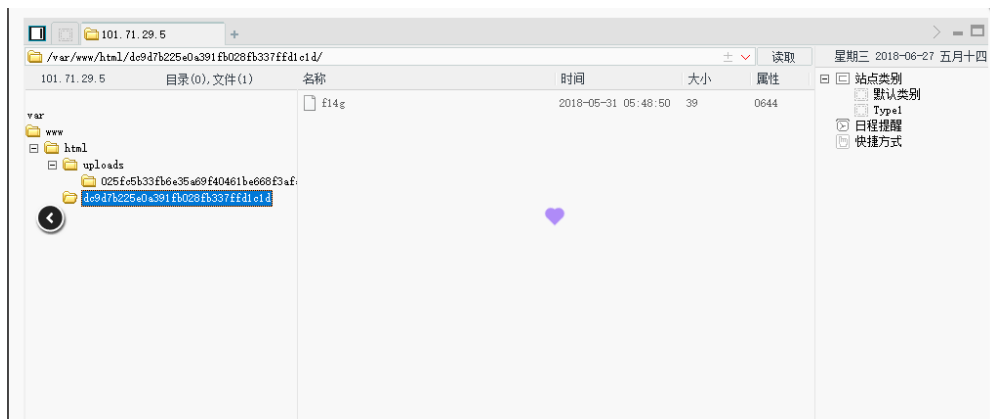 101.71.29.5 +
/var/www/html/dc9d7b225e0a391fb028fb337ffd1c1d/ 读取 星期三 2018-06-27 五月十四
101.71.29.5 目录(0),文件(1) 名称 时间 大小 属性
站点类别
默认类别
Type1
日程提醒
快捷方式
fl4g 2018-05-31 05:48:50 39 0644
var
www
html
uploads
025fc5b33fb6e35a69f40461be668f3af
dc9d7b225e0a391fb028fb337ffd1c1d